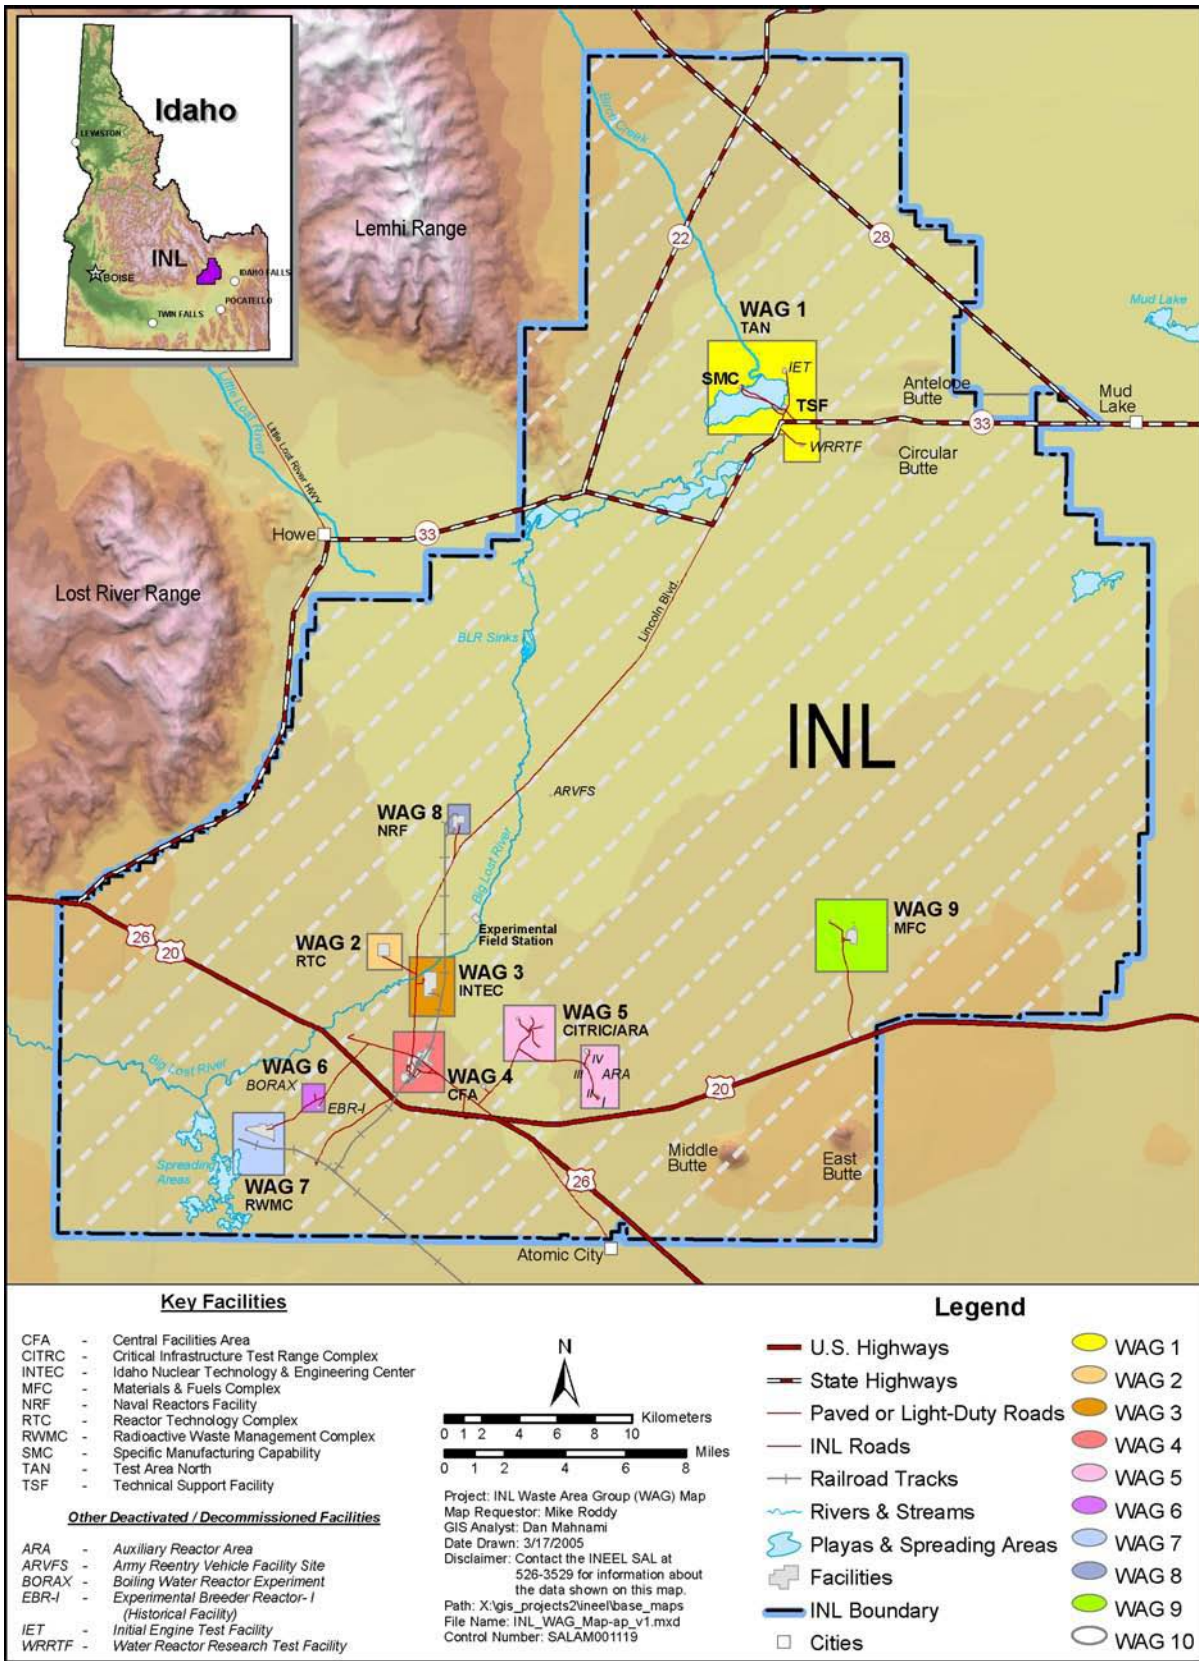 Idaho
LEWISTON
INL
BOISE
IDAHO FALLS
POCATELLO
TWIN FALLS
Lemhi Range
Birch Creek
22
28
Mud Lake
WAG 1
TAN
IET
SMC
TSF
Antelope
Butte
Mud
Lake
33
WRRTF
Circular
Butte
Little Lost River
Little Lost River HWY
Howe
33
Lost River Range
BLR Sinks
Lincoln Blvd.
INL
ARVFS
WAG 8
NRF
Big Lost River
Experimental
Field Station
WAG 9
MFC
26
20
WAG 2
RTC
WAG 3
INTEC
WAG 5
CITRIC/ARA
IV
III
ARA
II
I
Big Lost River
WAG 6
BORAX
EBR-I
WAG 4
CFA
20
Middle
Butte
East
Butte
Spreading
Areas
WAG 7
RWMC
26
Atomic City
Key Facilities
CFA - Central Facilities Area
CITRC - Critical Infrastructure Test Range Complex
INTEC - Idaho Nuclear Technology & Engineering Center
MFC - Materials & Fuels Complex
NRF - Naval Reactors Facility
RTC - Reactor Technology Complex
RWMC - Radioactive Waste Management Complex
SMC - Specific Manufacturing Capability
TAN - Test Area North
TSF - Technical Support Facility
Other Deactivated / Decommissioned Facilities
ARA - Auxiliary Reactor Area
ARVFS - Army Reentry Vehicle Facility Site
BORAX - Boiling Water Reactor Experiment
EBR-I - Experimental Breeder Reactor- I
(Historical Facility)
IET - Initial Engine Test Facility
WRRTF - Water Reactor Research Test Facility
N
Kilometers
0 1 2 4 6 8 10
Miles
0 1 2 4 6 8
Project: INL Waste Area Group (WAG) Map
Map Requestor: Mike Roddy
GIS Analyst: Dan Mahnami
Date Drawn: 3/17/2005
Disclaimer: Contact the INEEL SAL at
526-3529 for information about
the data shown on this map.
Path: X:\gis_projects2\ineel\base_maps
File Name: INL_WAG_Map-ap_v1.mxd
Control Number: SALAM001119
Legend
U.S. Highways
State Highways
Paved or Light-Duty Roads
INL Roads
Railroad Tracks
Rivers & Streams
Playas & Spreading Areas
Facilities
INL Boundary
Cities
WAG 1
WAG 2
WAG 3
WAG 4
WAG 5
WAG 6
WAG 7
WAG 8
WAG 9
WAG 10